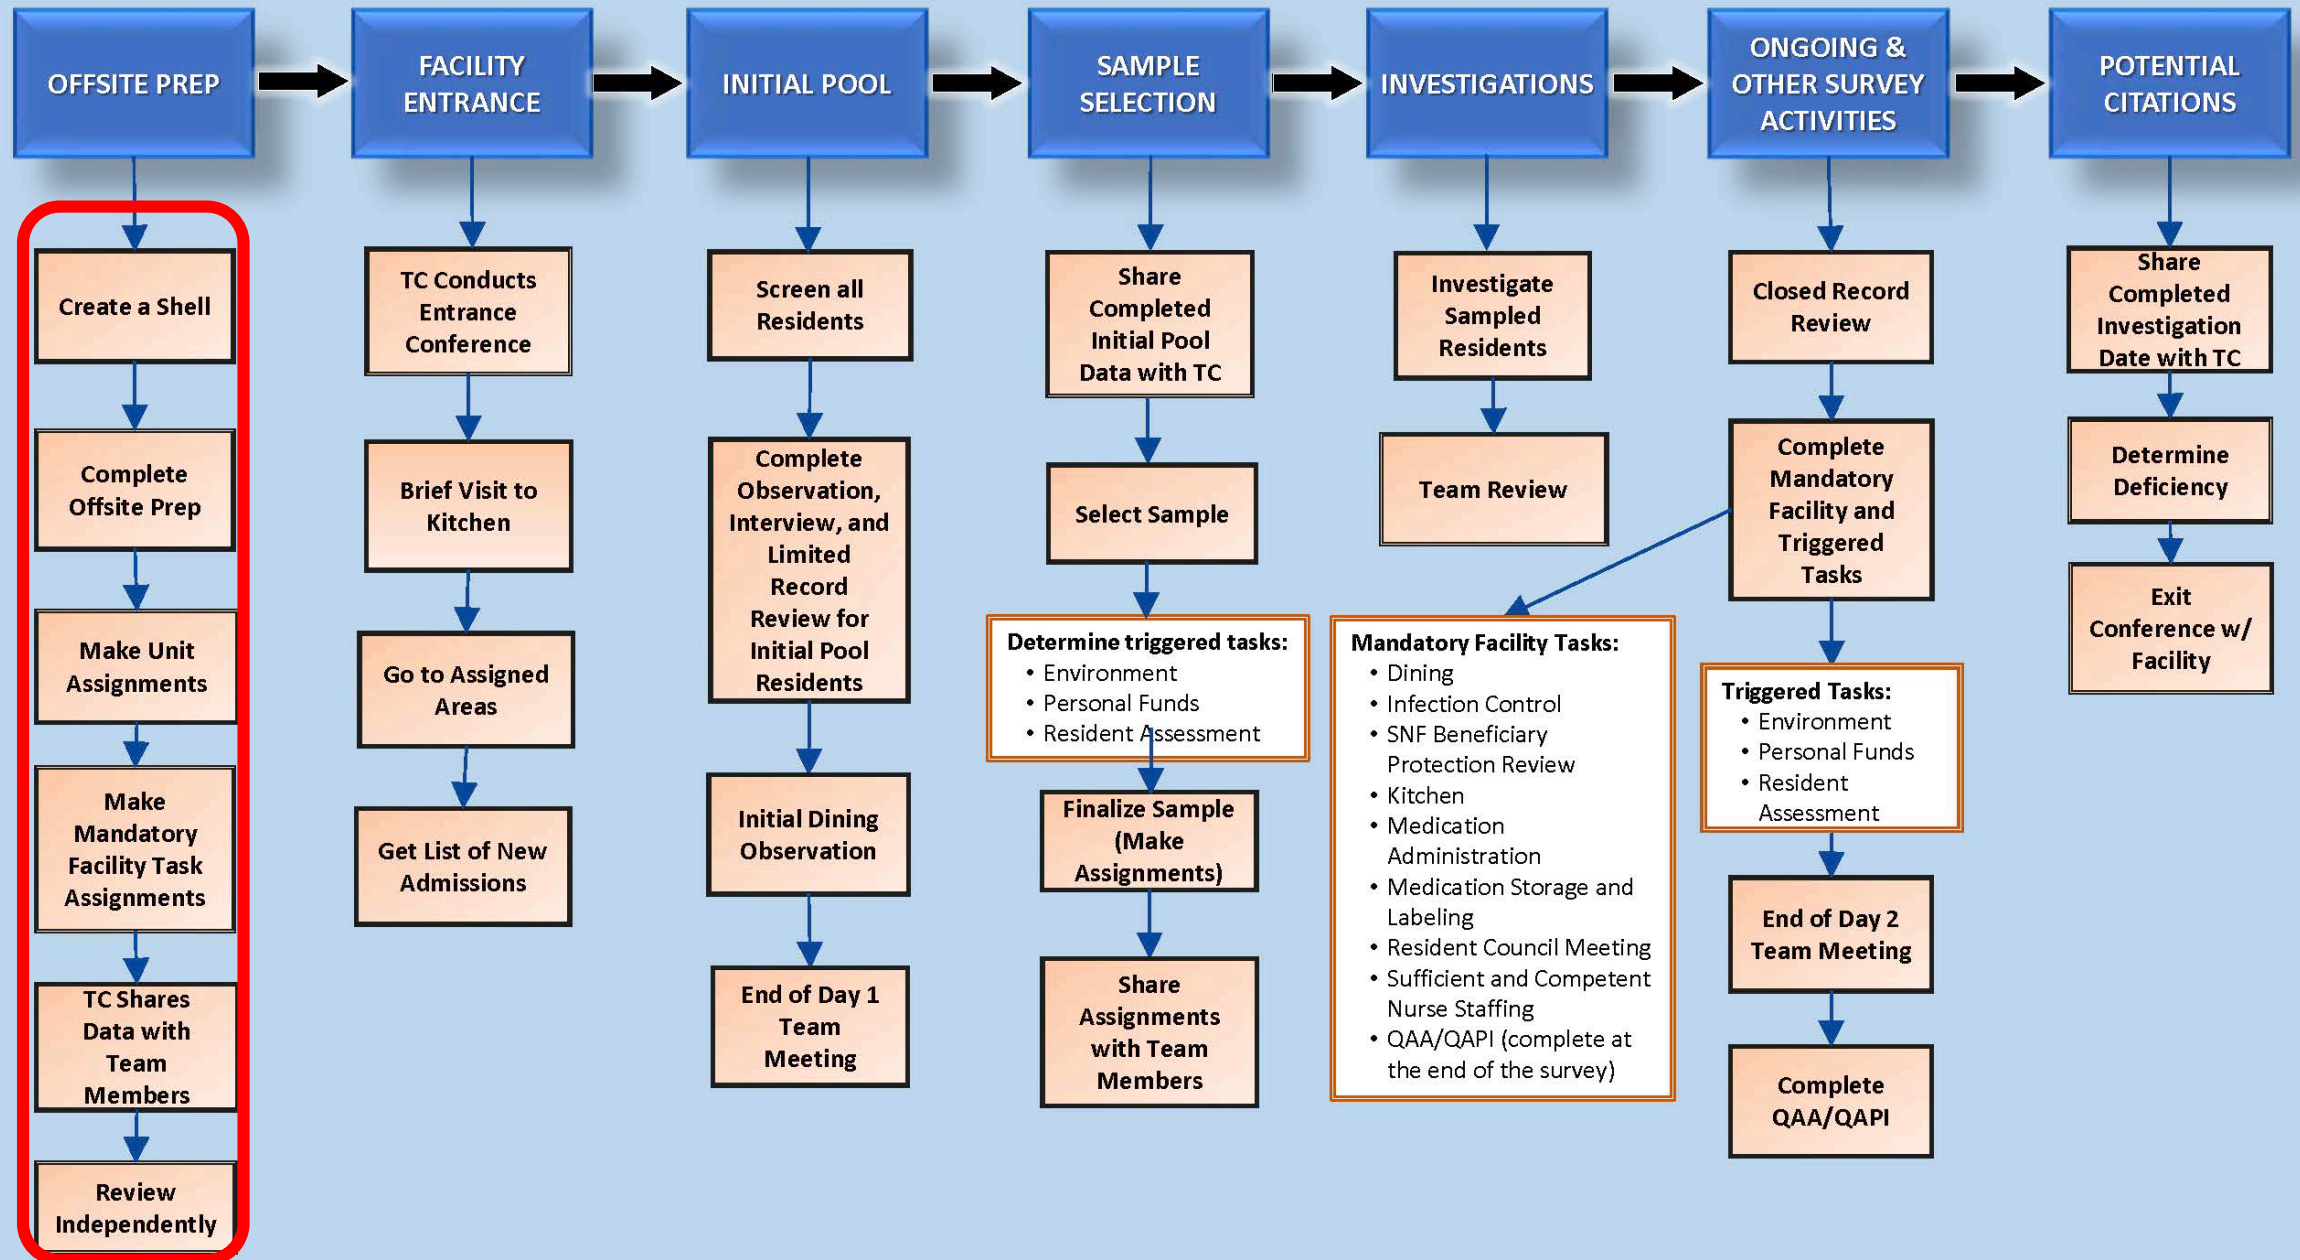 OFFSITE PREP
FACILITY
ENTRANCE
INITIAL POOL
SAMPLE
SELECTION
INVESTIGATIONS
ONGOING &
OTHER SURVEY
ACTIVITIES
POTENTIAL
CITATIONS
Create a Shell
Complete
Offsite Prep
Make Unit
Assignments
Make
Mandatory
Facility Task
Assignments
TC Shares
Data with
Team
Members
Review
Independently
TC Conducts
Entrance
Conference
Brief Visit to
Kitchen
Go to Assigned
Areas
Get List of New
Admissions
Screen all
Residents
Complete
Observation,
Interview, and
Limited
Record
Review for
Initial Pool
Residents
Initial Dining
Observation
End of Day 1
Team
Meeting
Share
Completed
Initial Pool
Data with TC
Select Sample
Determine triggered tasks:
• Environment
• Personal Funds
• Resident Assessment
Finalize Sample
(Make
Assignments)
Share
Assignments
with Team
Members
Investigate
Sampled
Residents
Team Review
Mandatory Facility Tasks:
• Dining
• Infection Control
• SNF Beneficiary
Protection Review
• Kitchen
• Medication
Administration
• Medication Storage and
Labeling
• Resident Council Meeting
• Sufficient and Competent
Nurse Staffing
• QAA/QAPI (complete at
the end of the survey)
Closed Record
Review
Complete
Mandatory
Facility and
Triggered
Tasks
Triggered Tasks:
• Environment
• Personal Funds
• Resident
Assessment
End of Day 2
Team Meeting
Complete
QAA/QAPI
Share
Completed
Investigation
Date with TC
Determine
Deficiency
Exit
Conference w/
Facility